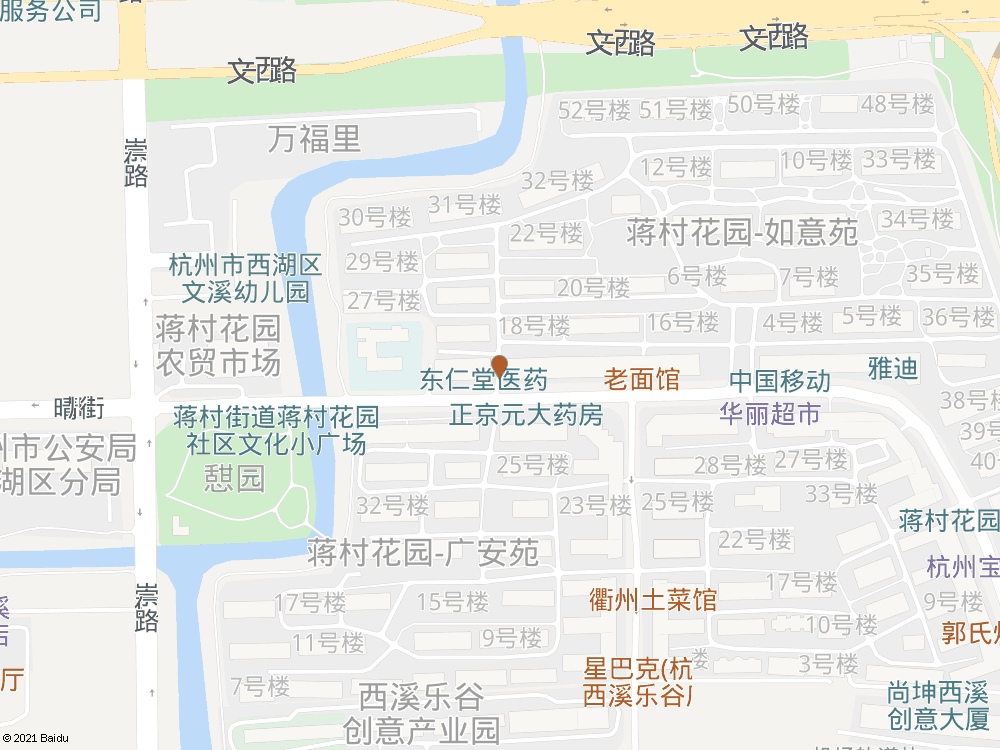 服务公司
路
文一西路
文一西路
文一西路
52号楼
51号楼
50号楼
48号楼
万福里
崇
路
12号楼
10号楼
33号楼
32号楼
31号楼
30号楼
34号楼
蒋村花园-如意苑
22号楼
杭州市西湖区
文溪幼儿园
29号楼
6号楼
7号楼
35号楼
20号楼
27号楼
蒋村花园
农贸市场
18号楼
16号楼
4号楼
5号楼
36号楼
雅迪
东仁堂医药
老面馆
中国移动
38号楼
街
蒋村街道蒋村花园
社区文化小广场
正京元大药房
华丽超市
39号
州市公安局
湖区分局
憩园
25号楼
28号楼
27号楼
40
32号楼
23号楼
25号楼
33号楼
蒋村花园
蒋村花园-广安苑
22号楼
杭州宝
崇
路
17号楼
15号楼
衢州土菜馆
17号楼
9号楼
溪
后
11号楼
9号楼
10号楼
郭氏
厅
7号楼
星巴克(杭
西溪乐谷
楼
3号楼
西溪乐谷
创意产业园
尚坤西溪
创意大厦
© 2021 Baidu